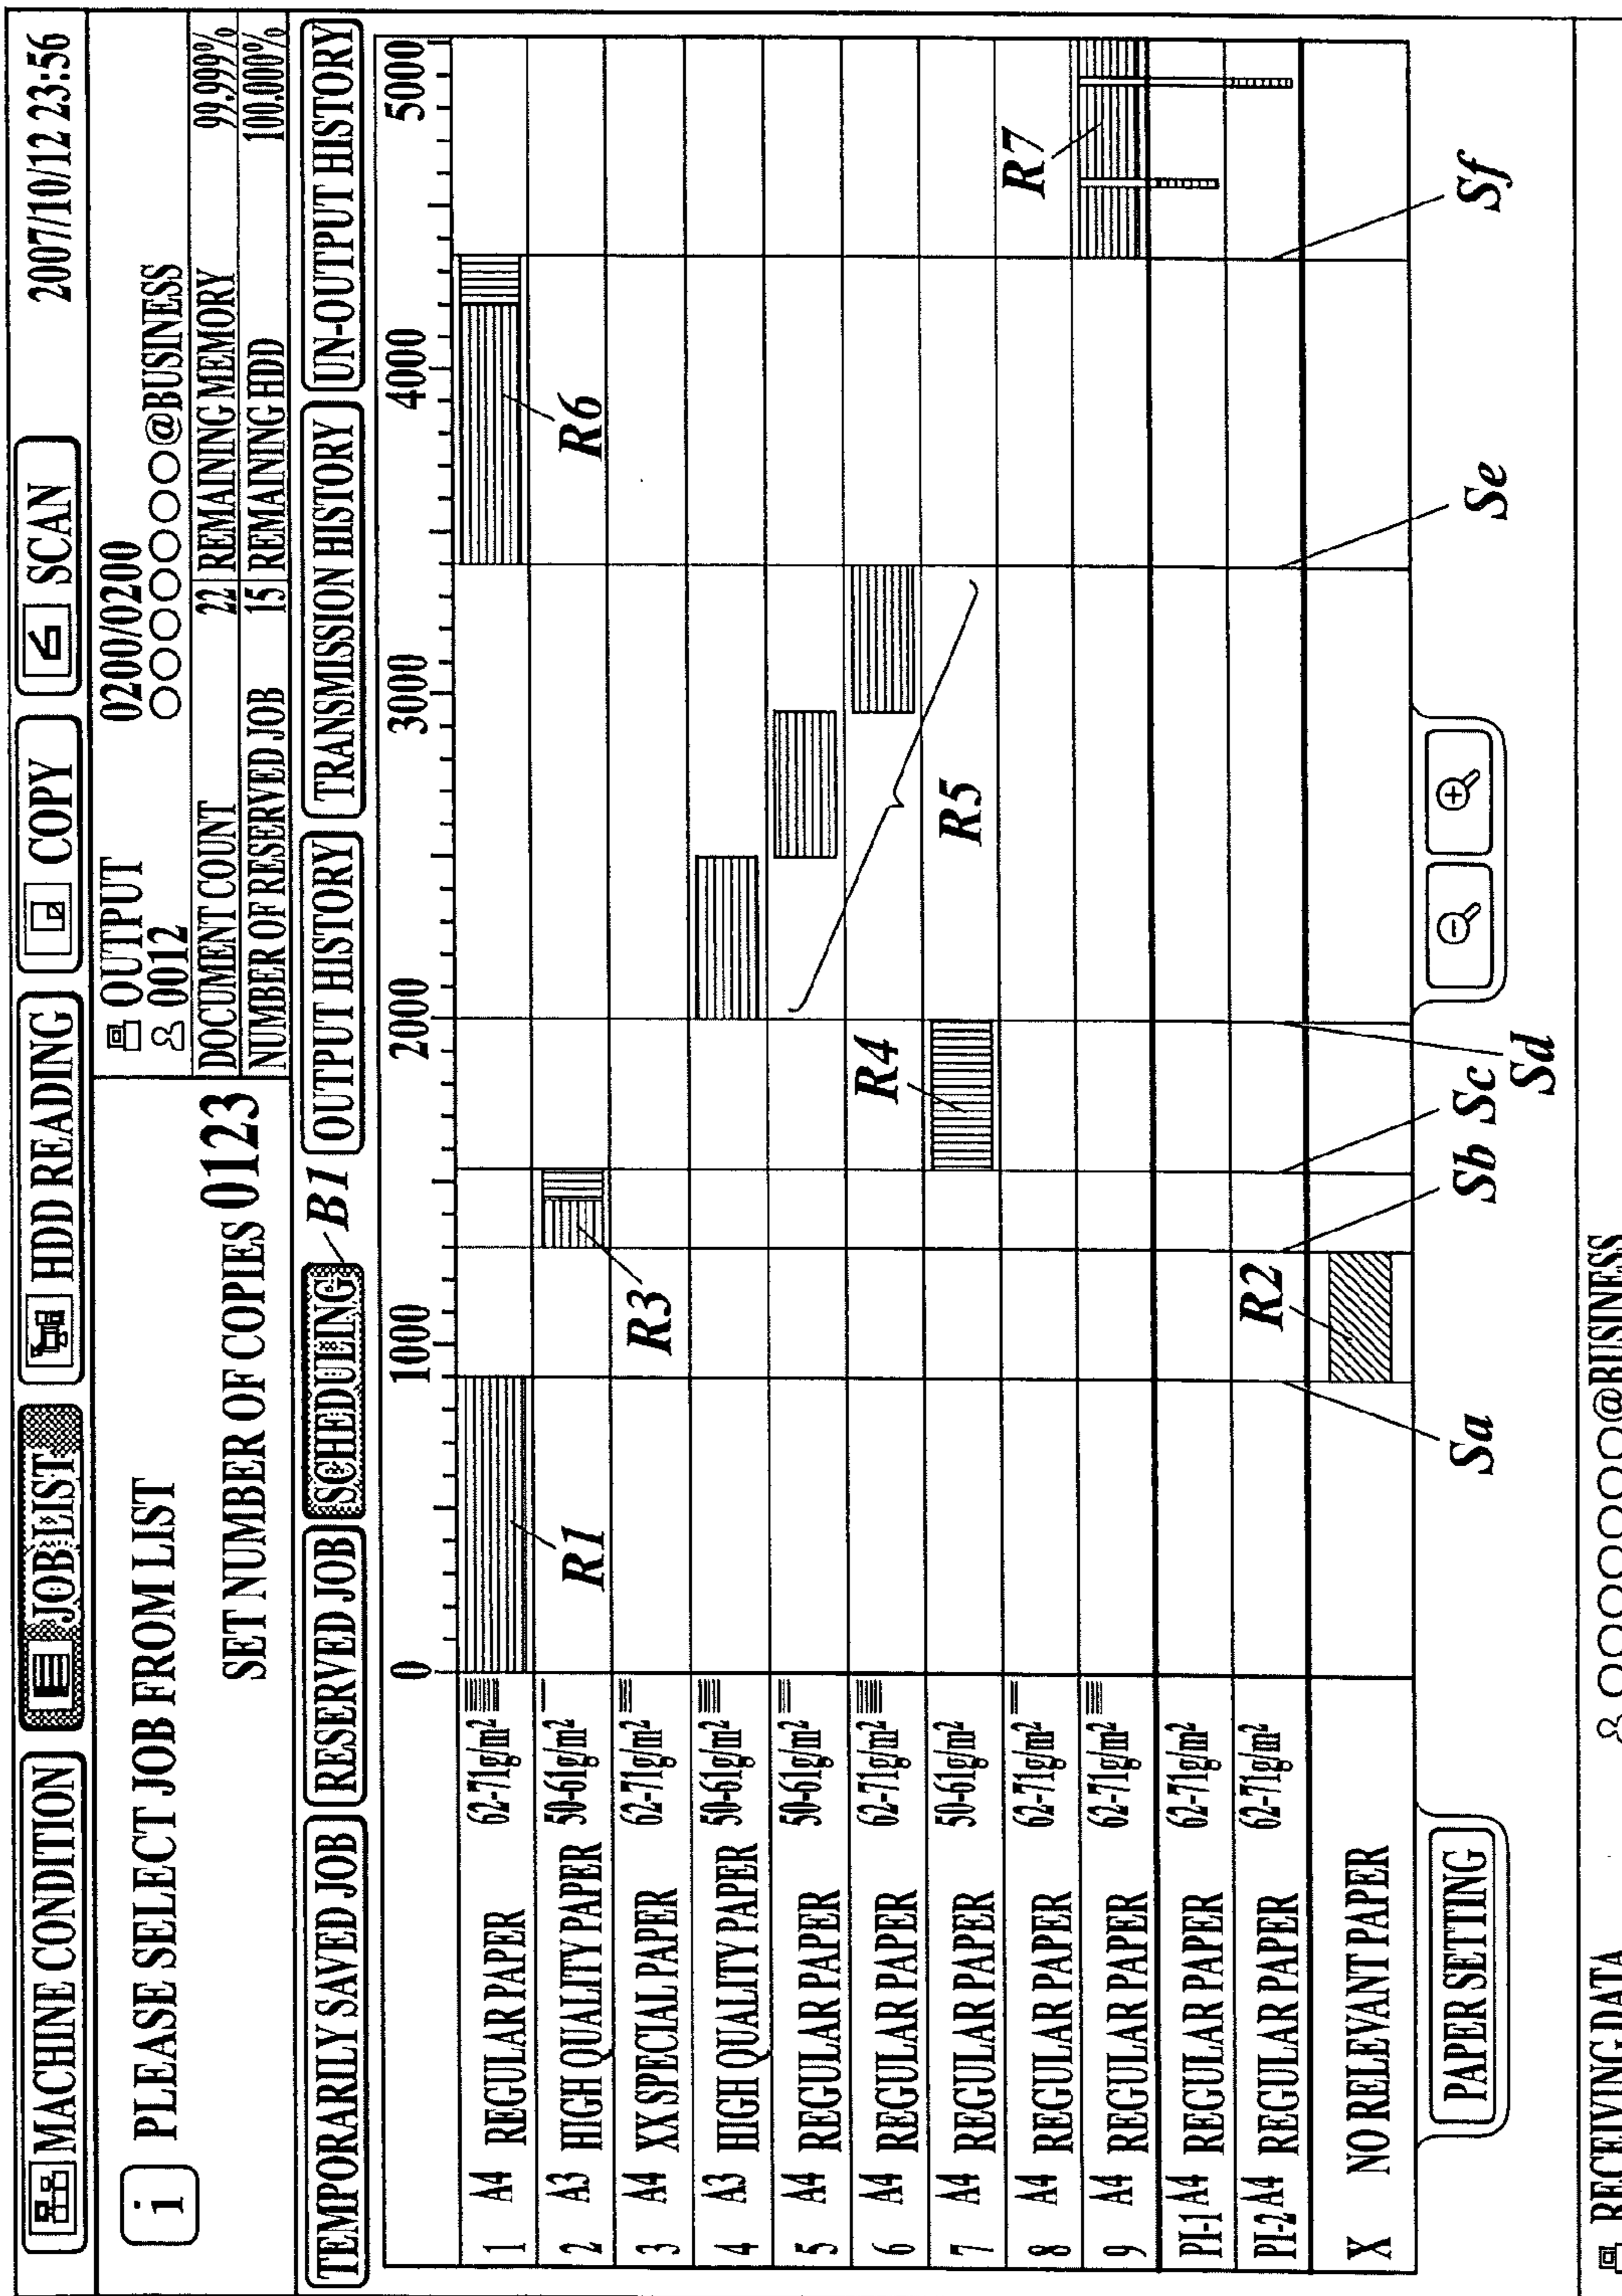 MACHINE CONDITION JOB LIST HDD READING COPY SCAN 2007/10/12 23:56
i PLEASE SELECT JOB FROM LIST
SET NUMBER OF COPIES 0123
OUTPUT 0200/0200
0012 ○○○○○○○@BUSINESS
DOCUMENT COUNT 22 REMAINING MEMORY 99.999%
NUMBER OF RESERVED JOB 15 REMAINING HDD 100.000%
TEMPORARILY SAVED JOB RESERVED JOB SCHEDULING B1 OUTPUT HISTORY TRANSMISSION HISTORY UN-OUTPUT HISTORY
0 1000 2000 3000 4000 5000
1 A4 REGULAR PAPER 62-71g/m²
R1 R6
2 A3 HIGH QUALITY PAPER 50-61g/m²
R3
3 A4 XX SPECIAL PAPER 62-71g/m²
4 A3 HIGH QUALITY PAPER 50-61g/m²
5 A4 REGULAR PAPER 50-61g/m²
6 A4 REGULAR PAPER 62-71g/m²
R4
7 A4 REGULAR PAPER 50-61g/m²
R5
8 A4 REGULAR PAPER 62-71g/m²
R7
9 A4 REGULAR PAPER 62-71g/m²
PI-1 A4 REGULAR PAPER 62-71g/m²
PI-2 A4 REGULAR PAPER 62-71g/m²
R2
X NO RELEVANT PAPER
PAPER SETTING
Sa Sb Sc Sd Se Sf
RECEIVING DATA ○○○○○○○@BUSINESS